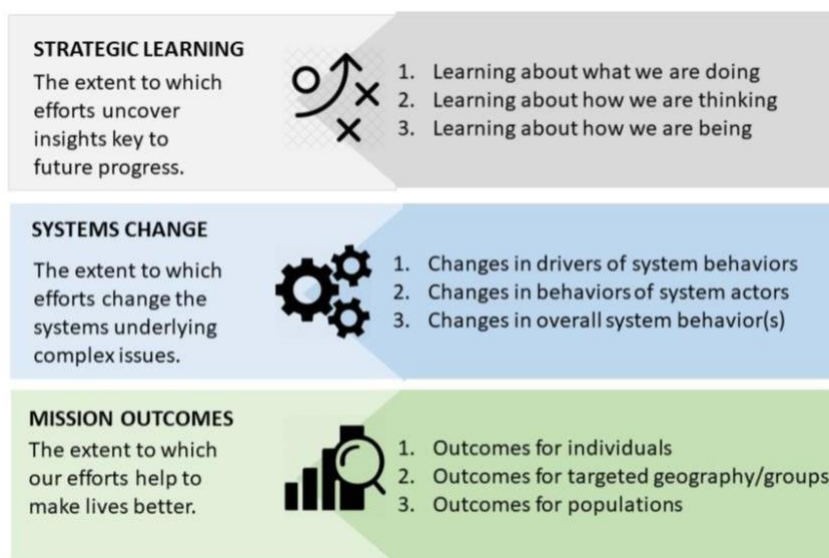 STRATEGIC LEARNING
The extent to which
efforts uncover
insights key to
future progress.
1. Learning about what we are doing
2. Learning about how we are thinking
3. Learning about how we are being
SYSTEMS CHANGE
The extent to which
efforts change the
systems underlying
complex issues.
1. Changes in drivers of system behaviors
2. Changes in behaviors of system actors
3. Changes in overall system behavior(s)
MISSION OUTCOMES
The extent to which
our efforts help to
make lives better.
1. Outcomes for individuals
2. Outcomes for targeted geography/groups
3. Outcomes for populations